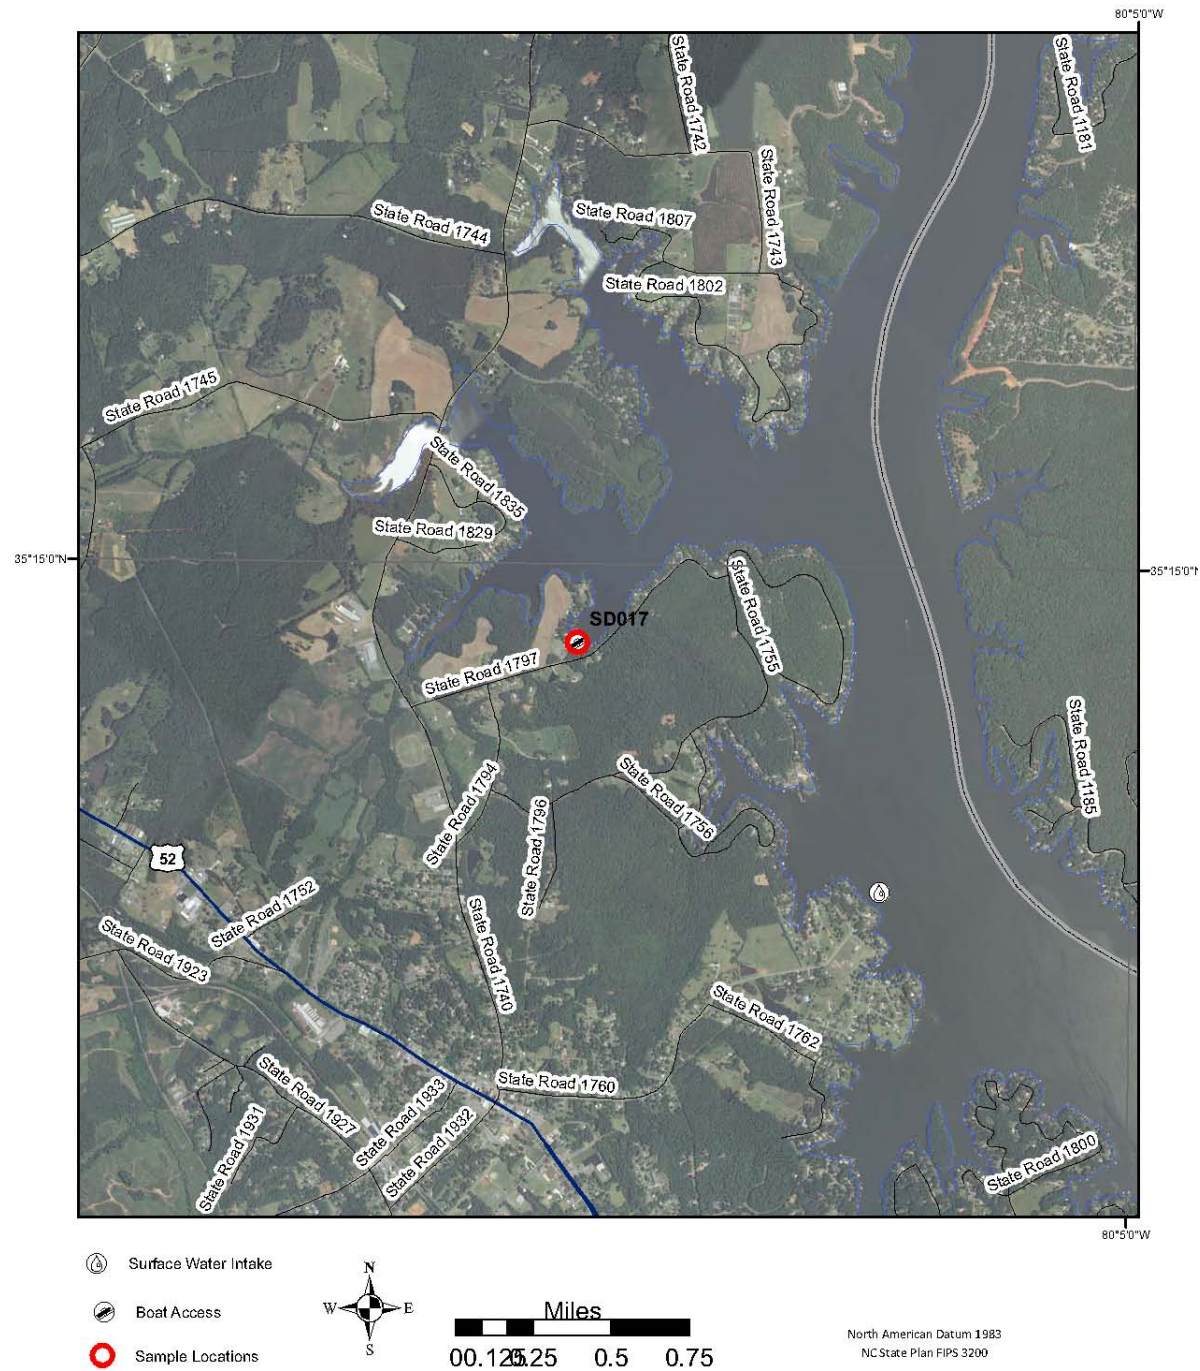 80°5'0"W
State Road 1742
State Road 1181
State Road 1743
State Road 1807
State Road 1744
State Road 1802
State Road 1745
State Road 1835
State Road 1829
35°15'0"N
35°15'0"N
State Road 1755
SD017
State Road 1797
State Road 1185
State Road 1794
State Road 1756
State Road 1796
52
State Road 1752
State Road 1923
State Road 1740
State Road 1762
State Road 1760
State Road 1927
State Road 1933
State Road 1932
State Road 1931
State Road 1800
80°5'0"W
Surface Water Intake
Boat Access
Sample Locations
N
W E
S
Miles
0 0.125 0.25 0.5 0.75
North American Datum 1983
NC State Plan FIPS 3200